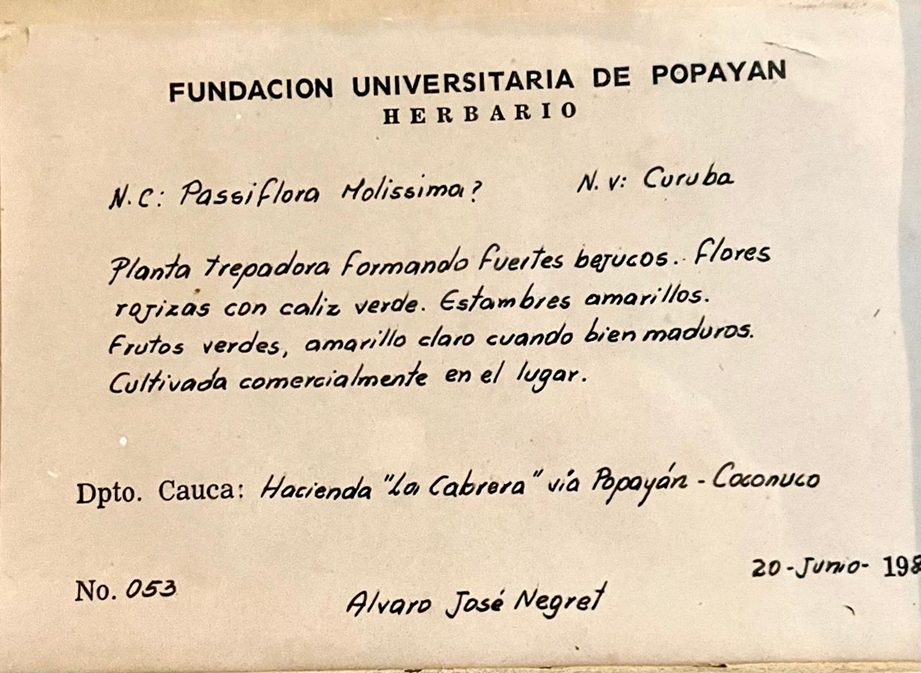 FUNDACION UNIVERSITARIA DE POPAYAN
HERBARIO
N.C: Passiflora Molissima? N.v: Curuba
Planta trepadora formando fuertes bejucos. Flores
rojizas con caliz verde. Estambres amarillos.
Frutos verdes, amarillo claro cuando bien maduros.
Cultivada comercialmente en el lugar.
Dpto. Cauca: Hacienda "La Cabrera" vía Popayán - Coconuco
20-Junio- 198
No. 053
Alvaro José Negret